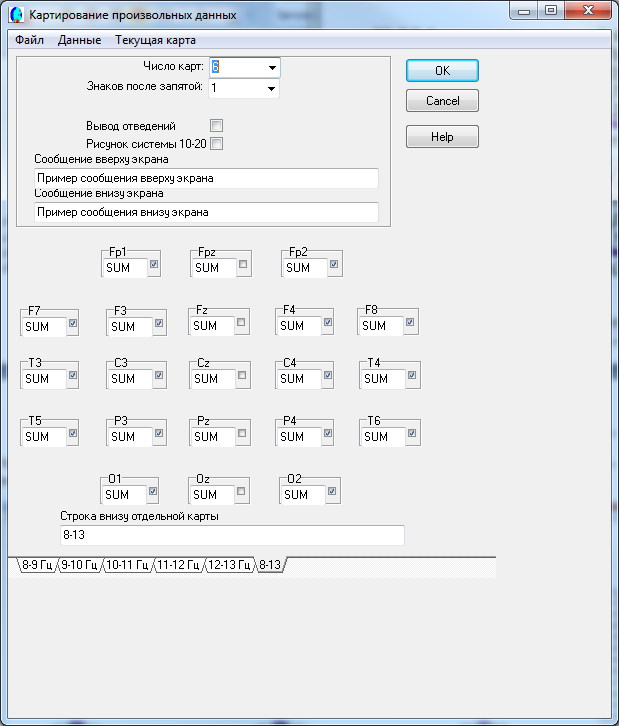 Картирование произвольных данных
Файл Данные Текущая карта
Число карт: 6
Знаков после запятой: 1
OK
Cancel
Help
Вывод отведений
Рисунок системы 10-20
Сообщение вверху экрана
Пример сообщения вверху экрана
Сообщение внизу экрана
Пример сообщения внизу экрана
Fp1 Fpz Fp2
SUM SUM SUM
F7 F3 Fz F4 F8
SUM SUM SUM SUM SUM
T3 C3 Cz C4 T4
SUM SUM SUM SUM SUM
T5 P3 Pz P4 T6
SUM SUM SUM SUM SUM
O1 Oz O2
SUM SUM SUM
Строка внизу отдельной карты
8-13
8-9 Гц 9-10 Гц 10-11 Гц 11-12 Гц 12-13 Гц 8-13